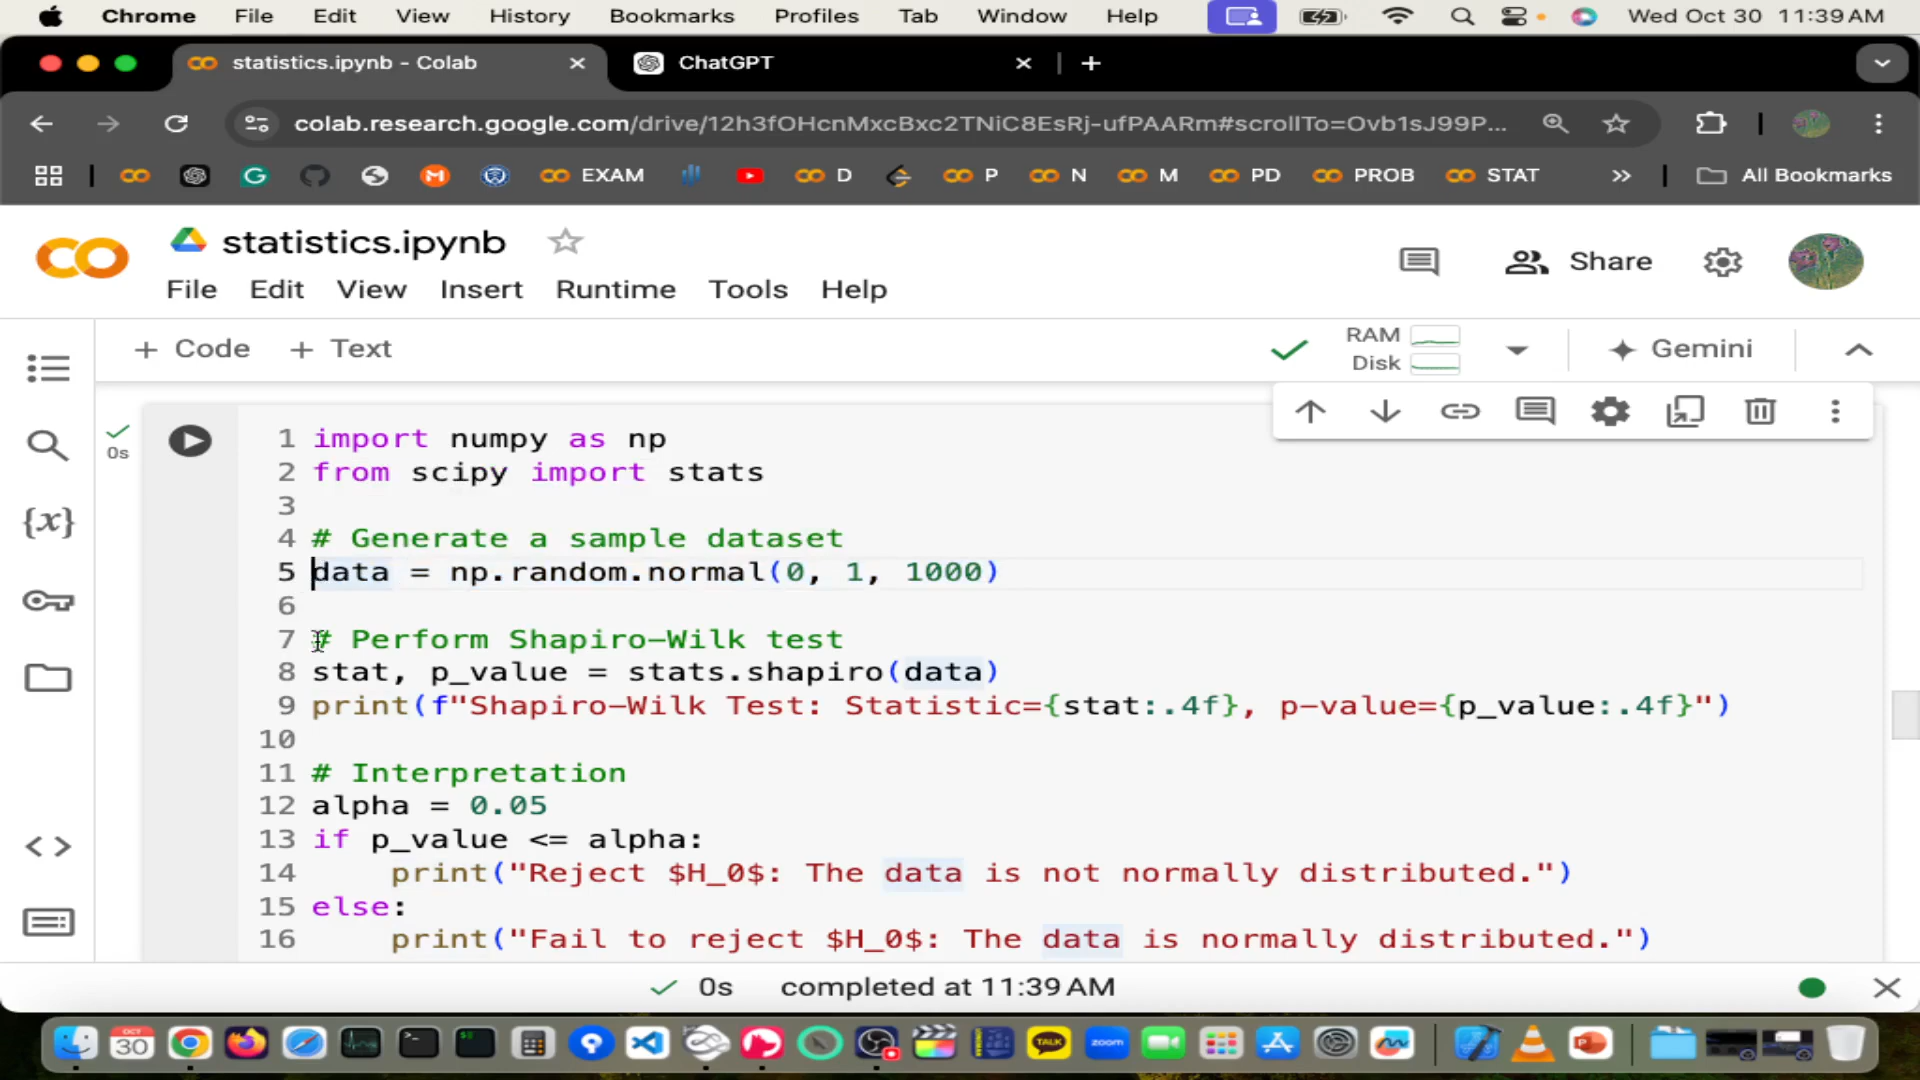 Chrome File Edit View History Bookmarks Profiles Tab Window Help Wed Oct 30 11:39 AM
statistics.ipynb - Colab ChatGPT
colab.research.google.com/drive/12h3fOHcnMxcBxc2TNiC8EsRj-ufPAARm#scrollTo=Ovb1sJ99P...
EXAM D P N M PD PROB STAT » All Bookmarks
statistics.ipynb
Share
File Edit View Insert Runtime Tools Help
+ Code + Text RAM Disk Gemini
0s
1 import numpy as np
2 from scipy import stats
3
4 # Generate a sample dataset
5 data = np.random.normal(0, 1, 1000)
6
7 # Perform Shapiro-Wilk test
8 stat, p_value = stats.shapiro(data)
9 print(f"Shapiro-Wilk Test: Statistic={stat:.4f}, p-value={p_value:.4f}")
10
11 # Interpretation
12 alpha = 0.05
13 if p_value <= alpha:
14     print("Reject $H_0$: The data is not normally distributed.")
15 else:
16     print("Fail to reject $H_0$: The data is normally distributed.")
0s completed at 11:39 AM
OCT
30
TALK
zoom